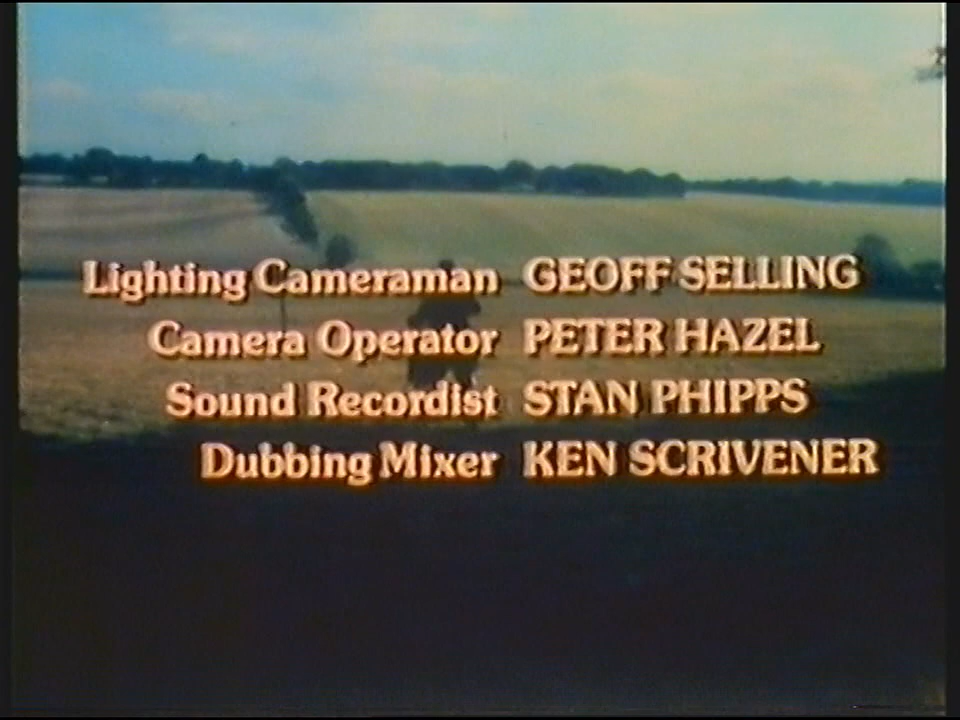 Lighting Cameraman GEOFF SELLING
Camera Operator PETER HAZEL
Sound Recordist STAN PHIPPS
Dubbing Mixer KEN SCRIVENER